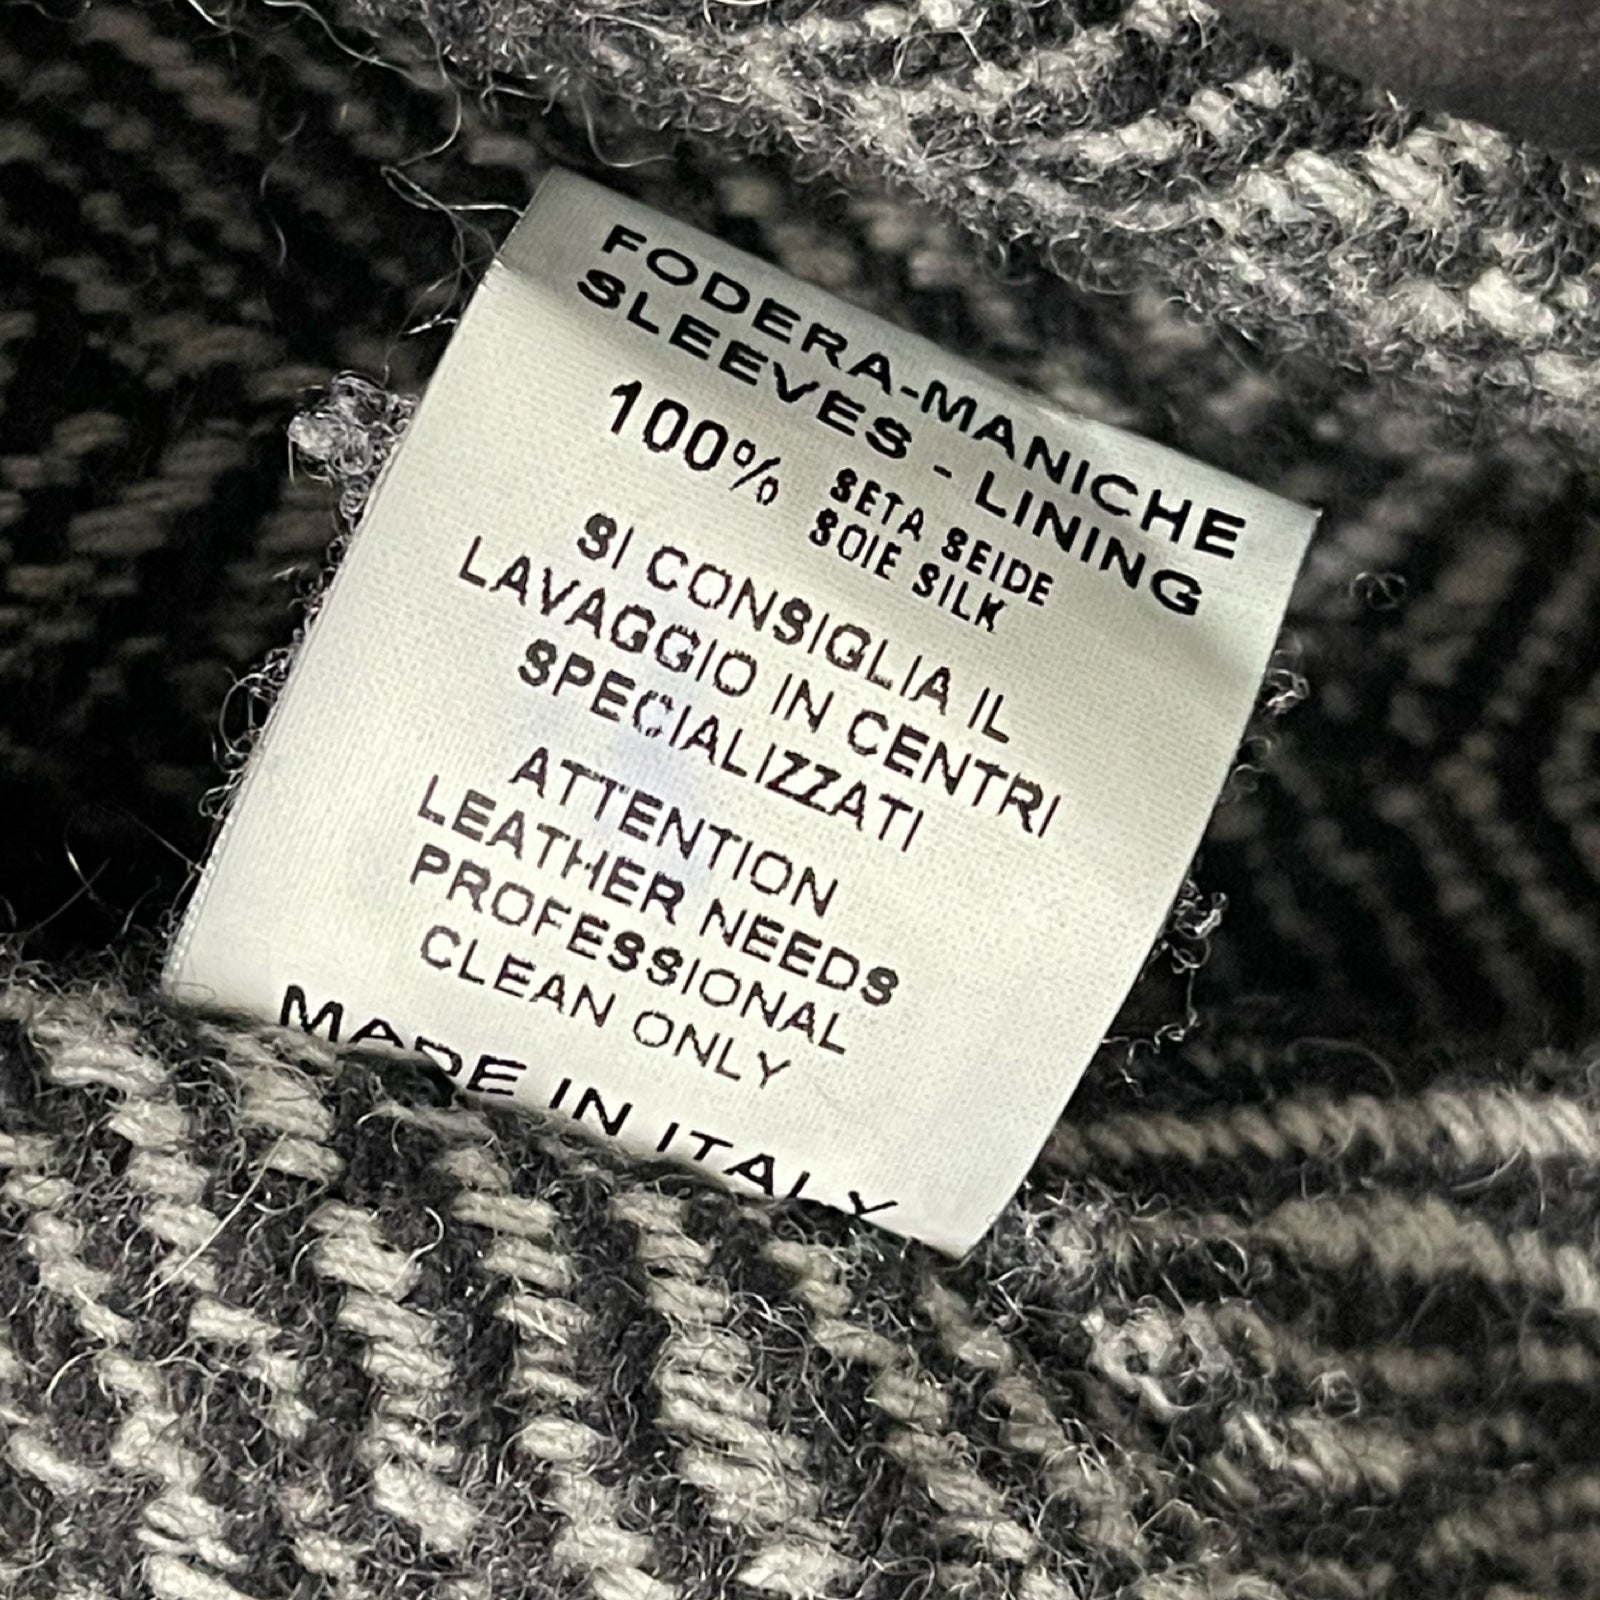 FODERA-MANICHE
SLEEVES - LINING
100% SETA SEIDE
SOIE SILK
SI CONSIGLIA IL
LAVAGGIO IN CENTRI
SPECIALIZZATI
ATTENTION
LEATHER NEEDS
PROFESSIONAL
CLEAN ONLY
MADE IN ITALY